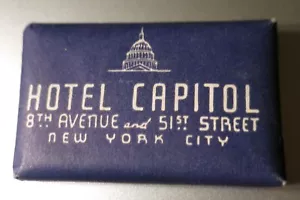 HOTEL CAPITOL
8TH AVENUE and 51ST STREET
NEW YORK CITY